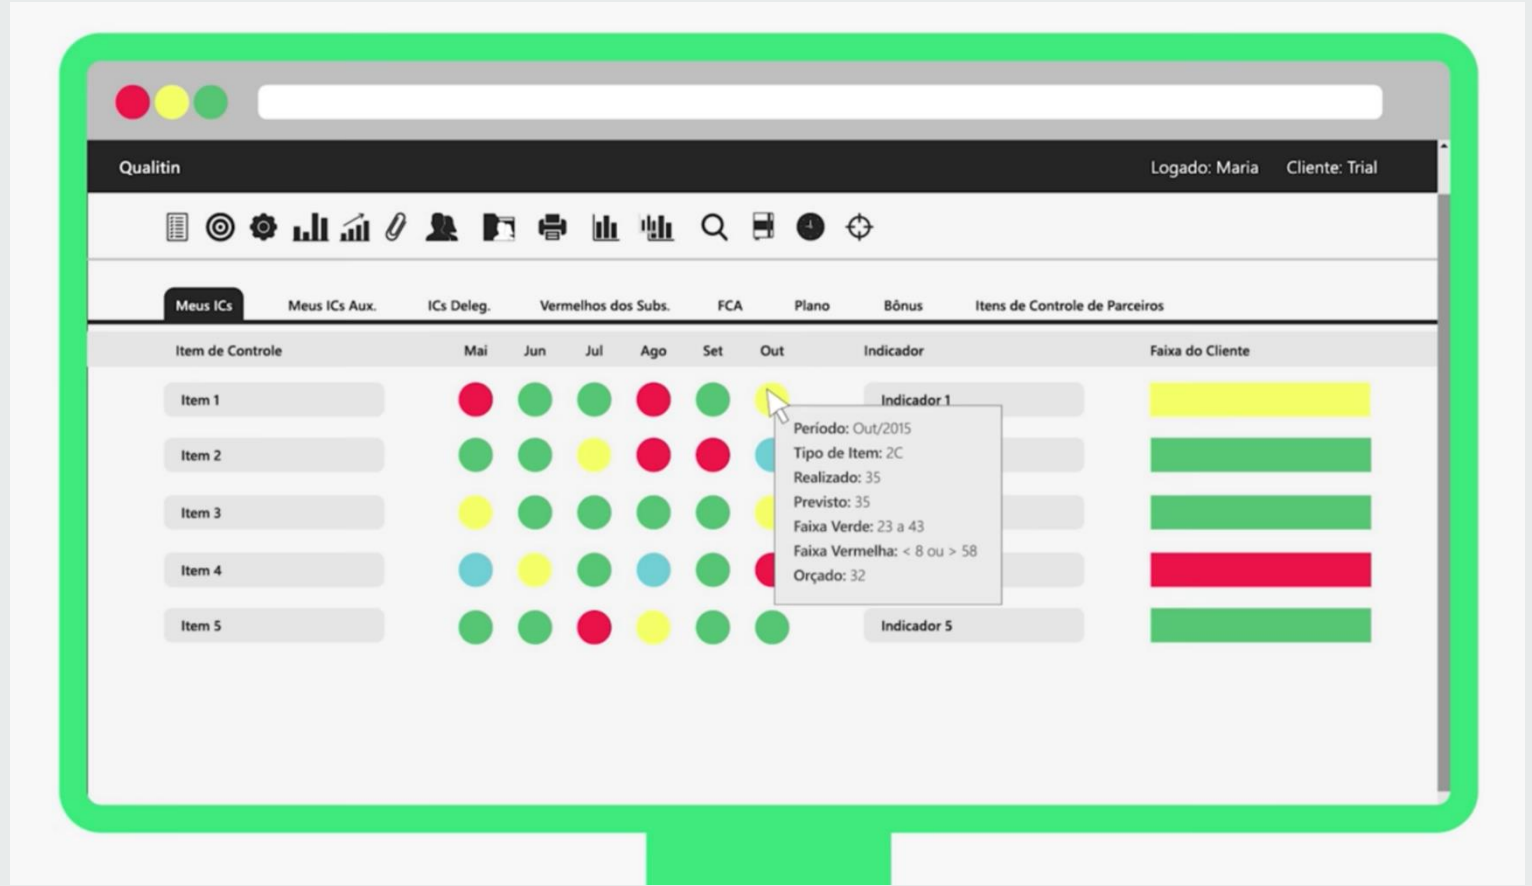 Qualitin Logado: Maria Cliente: Trial
Meus ICs Meus ICs Aux. ICs Deleg. Vermelhos dos Subs. FCA Plano Bônus Itens de Controle de Parceiros
Item de Controle Mai Jun Jul Ago Set Out Indicador Faixa do Cliente
Item 1 Indicador 1
Período: Out/2015
Tipo de Item: 2C
Realizado: 35
Previsto: 35
Faixa Verde: 23 a 43
Faixa Vermelha: < 8 ou > 58
Orçado: 32
Item 2
Item 3
Item 4
Item 5 Indicador 5